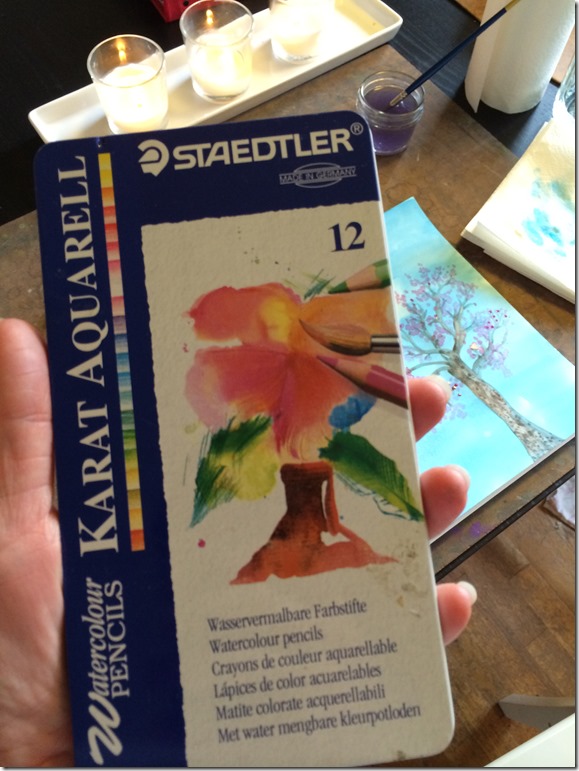 STAEDTLER®
MADE IN GERMANY
12
KARAT AQUARELL
Watercolour
PENCILS
Wasservermalbare Farbstifte
Watercolour pencils
Crayons de couleur aquarellable
Lápices de color acuarelables
Matite colorate acquerellabili
Met water mengbare kleurpotloden